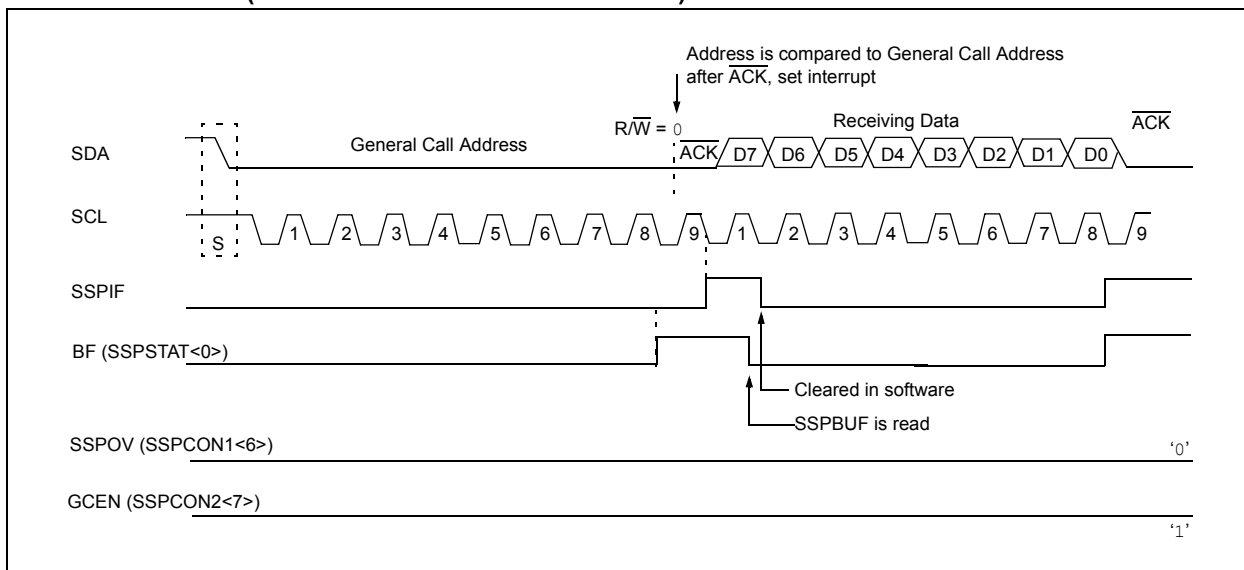 Address is compared to General Call Address
after ACK, set interrupt
R/W = 0
Receiving Data
ACK
SDA
General Call Address
ACK
D7 D6 D5 D4 D3 D2 D1 D0
SCL
S
1 2 3 4 5 6 7 8 9 1 2 3 4 5 6 7 8 9
SSPIF
BF (SSPSTAT<0>)
Cleared in software
SSPBUF is read
SSPOV (SSPCON1<6>)
‘0’
GCEN (SSPCON2<7>)
‘1’